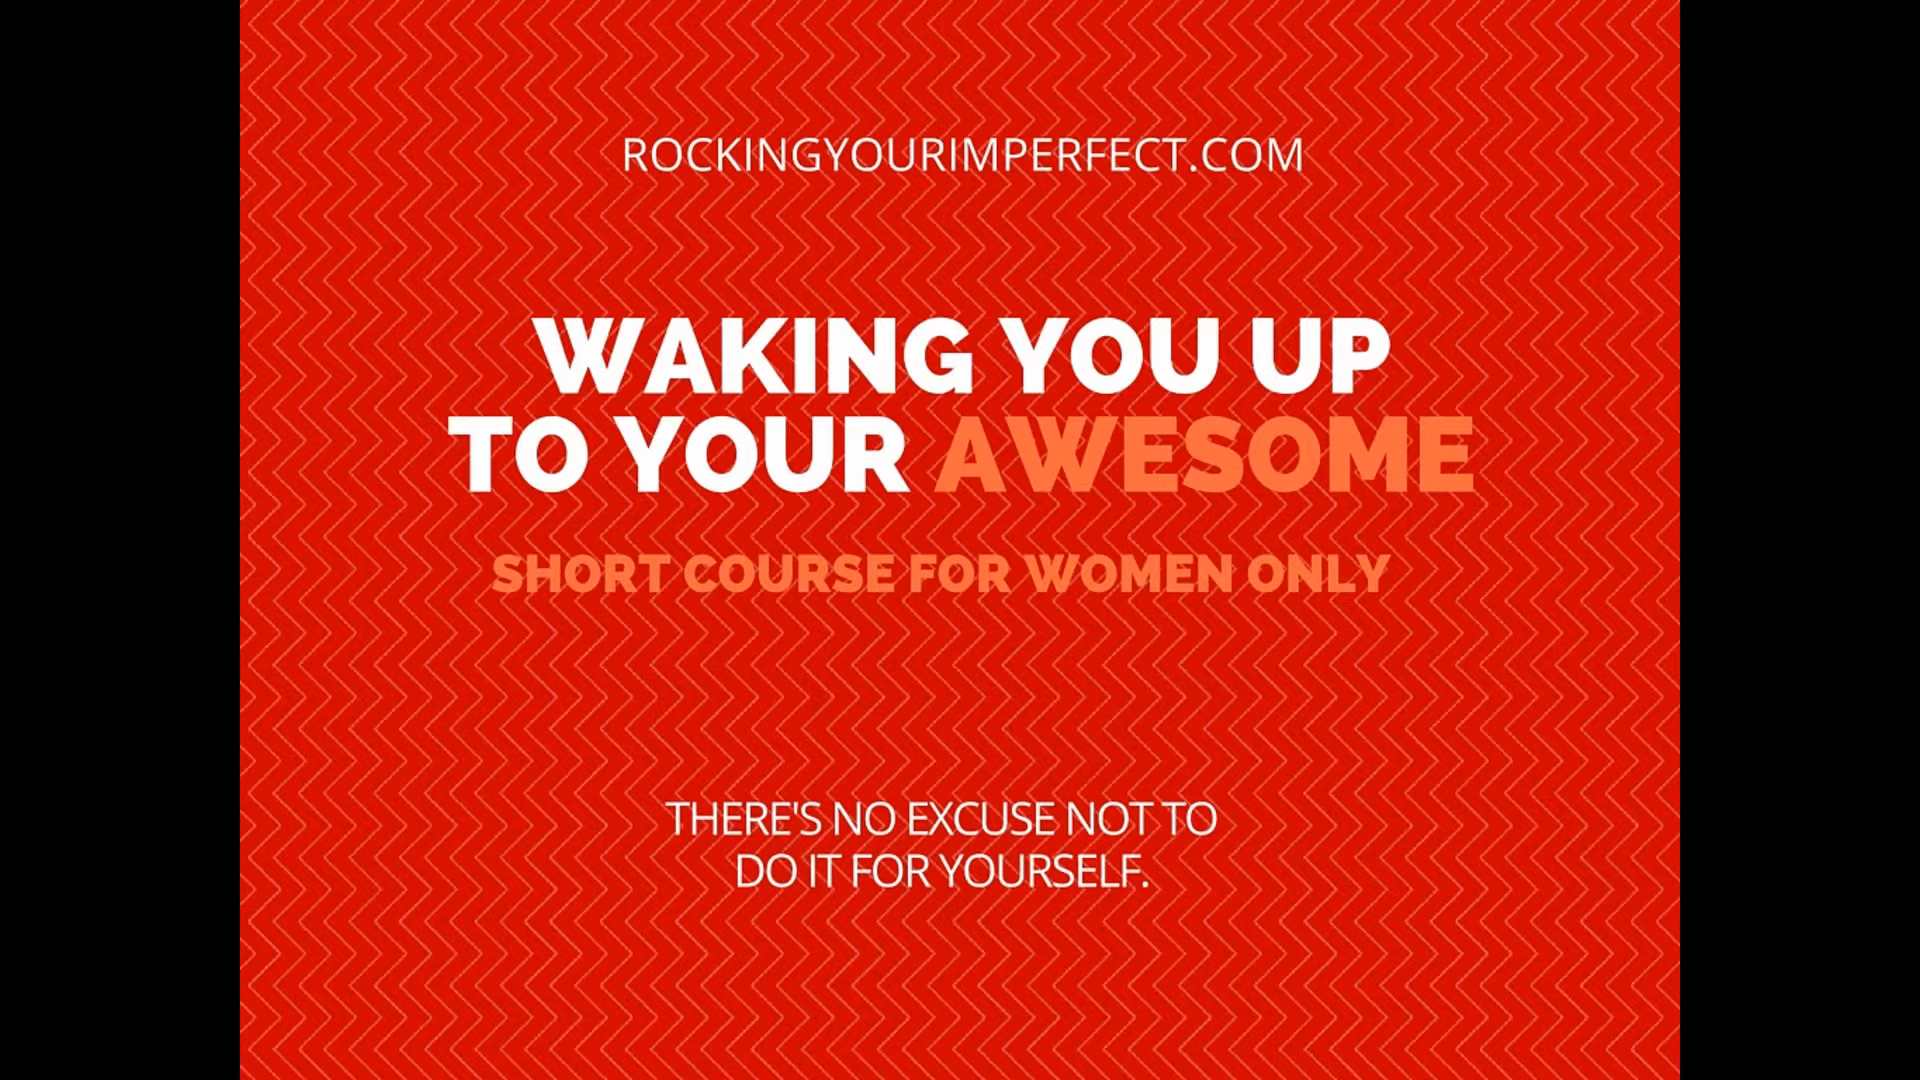 ROCKINGYOURIMPERFECT.COM
WAKING YOU UP
TO YOUR AWESOME
SHORT COURSE FOR WOMEN ONLY
THERE'S NO EXCUSE NOT TO
DO IT FOR YOURSELF.